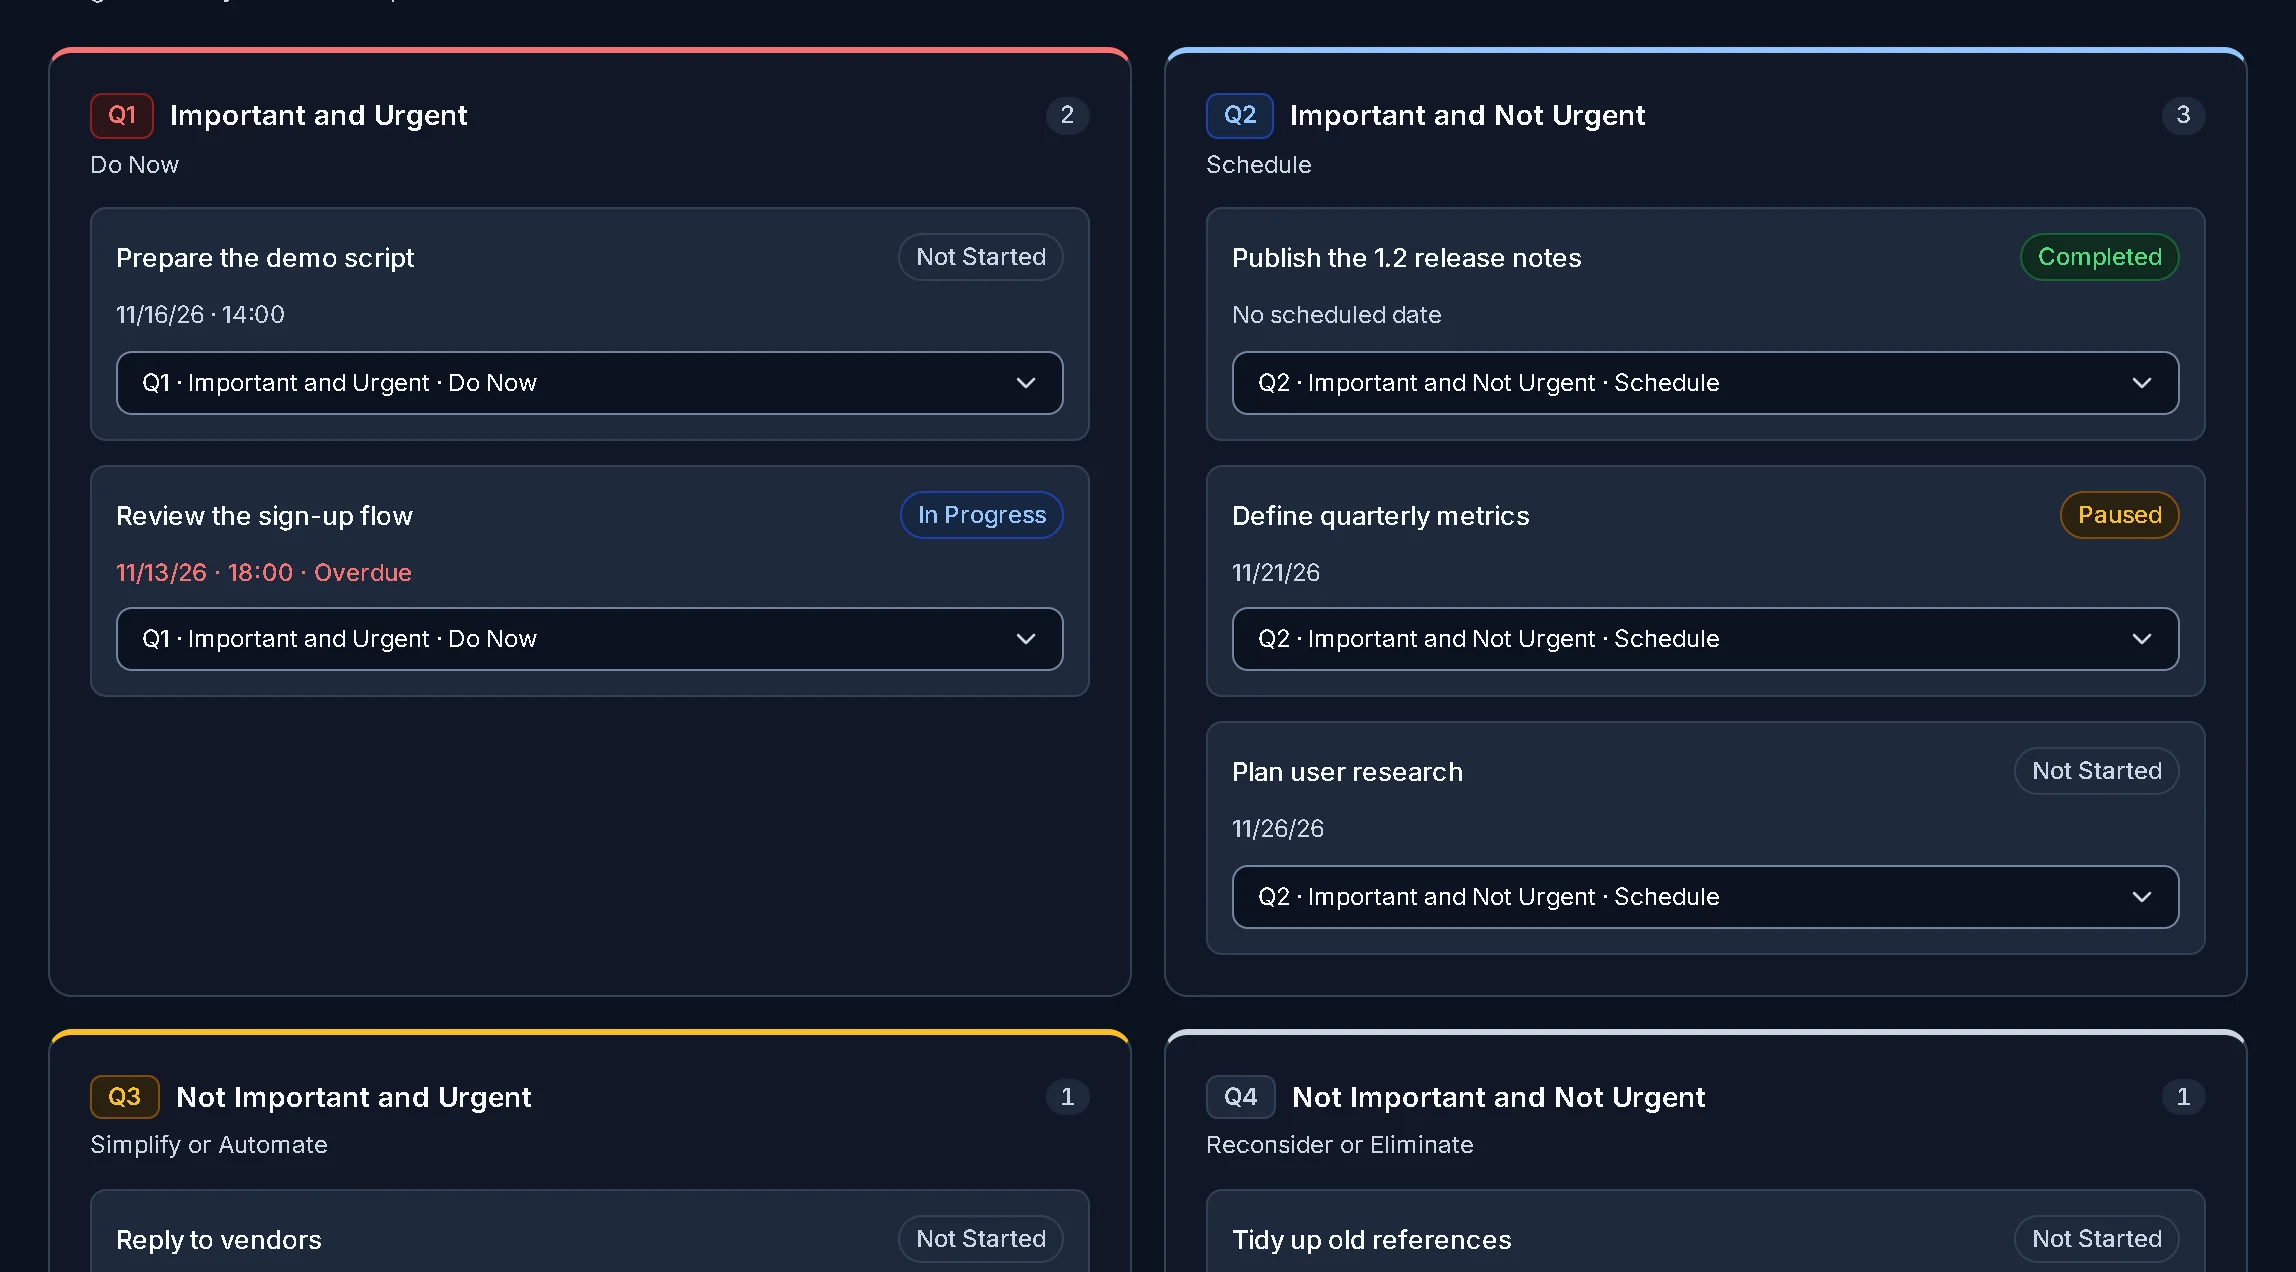 Q1 Important and Urgent 2
Do Now
Prepare the demo script Not Started
11/16/26 · 14:00
Q1 · Important and Urgent · Do Now
Review the sign-up flow In Progress
11/13/26 · 18:00 · Overdue
Q1 · Important and Urgent · Do Now
Q2 Important and Not Urgent 3
Schedule
Publish the 1.2 release notes Completed
No scheduled date
Q2 · Important and Not Urgent · Schedule
Define quarterly metrics Paused
11/21/26
Q2 · Important and Not Urgent · Schedule
Plan user research Not Started
11/26/26
Q2 · Important and Not Urgent · Schedule
Q3 Not Important and Urgent 1
Simplify or Automate
Reply to vendors Not Started
Q4 Not Important and Not Urgent 1
Reconsider or Eliminate
Tidy up old references Not Started